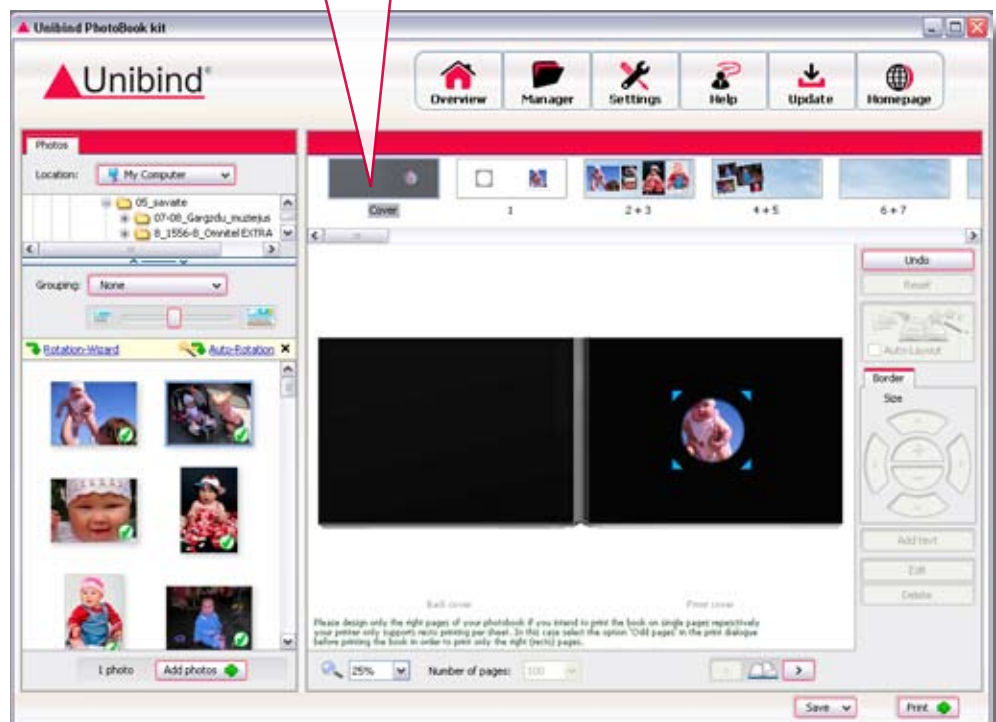 Unibind PhotoBook kit
Unibind®
Overview Manager Settings Help Update Homepage
Photos
Location: My Computer
05_savaite
07-08_Gargzdu_muziejus
8_1556-8_Omnitel EXTRA
Cover 1 2+3 4+5 6+7
Grouping: None
Undo
Reset
Rotation-Wizard Auto-Rotation
Auto-Layout
Border
Size
Add text
Edit
Delete
Back cover Front cover
Please design only the right pages of your photobook if you intend to print the book on single pages respectively
your printer only supports recto printing per sheet. In this case select the option 'Odd pages' in the print dialogue
before printing the book in order to print only the right (recto) pages.
1 photo Add photos
25% Number of pages: 100
Save Print